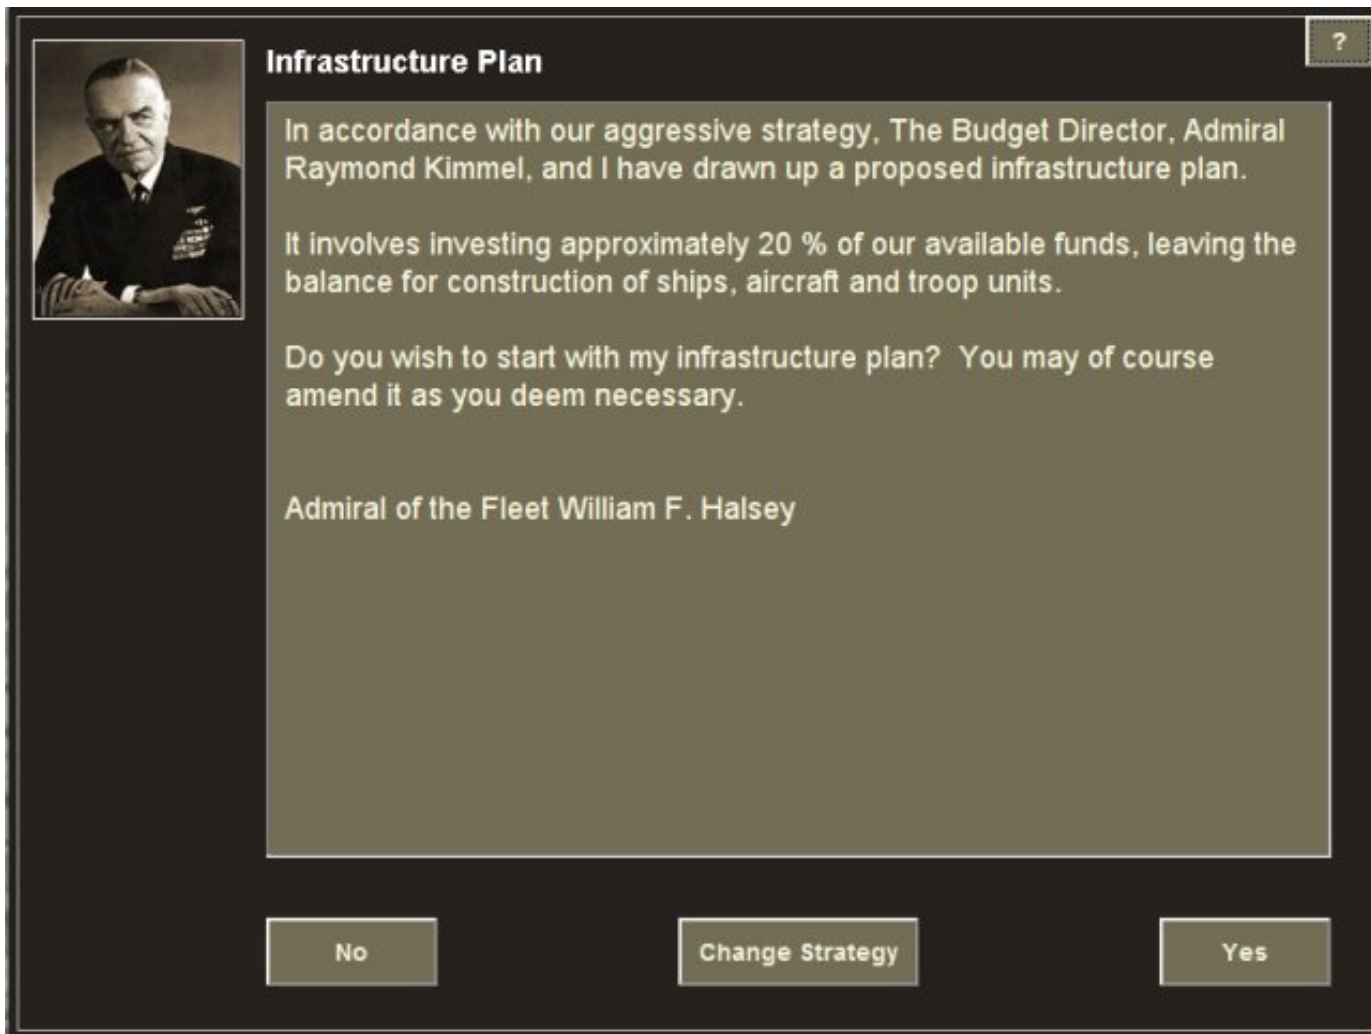 ?
Infrastructure Plan
In accordance with our aggressive strategy, The Budget Director, Admiral
Raymond Kimmel, and I have drawn up a proposed infrastructure plan.
It involves investing approximately 20 % of our available funds, leaving the
balance for construction of ships, aircraft and troop units.
Do you wish to start with my infrastructure plan?  You may of course
amend it as you deem necessary.
Admiral of the Fleet William F. Halsey
No
Change Strategy
Yes